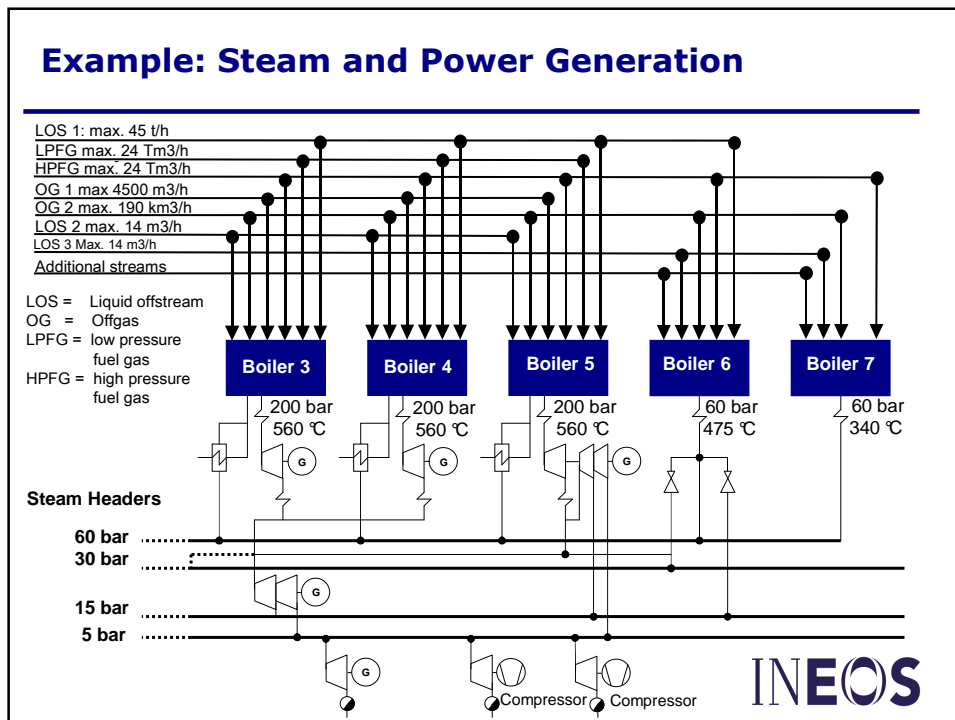 Example: Steam and Power Generation
LOS 1: max. 45 t/h
LPFG max. 24 Tm3/h
HPFG max. 24 Tm3/h
OG 1 max 4500 m3/h
OG 2 max. 190 km3/h
LOS 2 max. 14 m3/h
LOS 3 Max. 14 m3/h
Additional streams
LOS = Liquid offstream
OG = Offgas
LPFG = low pressure
fuel gas
HPFG = high pressure
fuel gas
Boiler 3
Boiler 4
Boiler 5
Boiler 6
Boiler 7
200 bar
560 °C
200 bar
560 °C
200 bar
560 °C
60 bar
475 °C
60 bar
340 °C
G
G
G
Steam Headers
60 bar
30 bar
G
15 bar
5 bar
G
Compressor
Compressor
INEOS